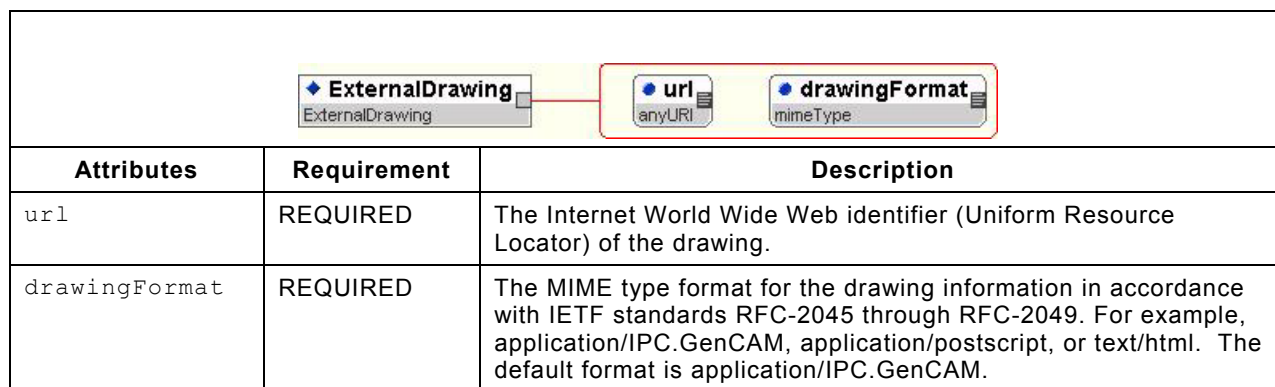 ExternalDrawing
ExternalDrawing
url
anyURI
drawingFormat
mimeType
Attributes Requirement Description
url REQUIRED The Internet World Wide Web identifier (Uniform Resource
Locator) of the drawing.
drawingFormat REQUIRED The MIME type format for the drawing information in accordance
with IETF standards RFC-2045 through RFC-2049. For example,
application/IPC.GenCAM, application/postscript, or text/html.  The
default format is application/IPC.GenCAM.